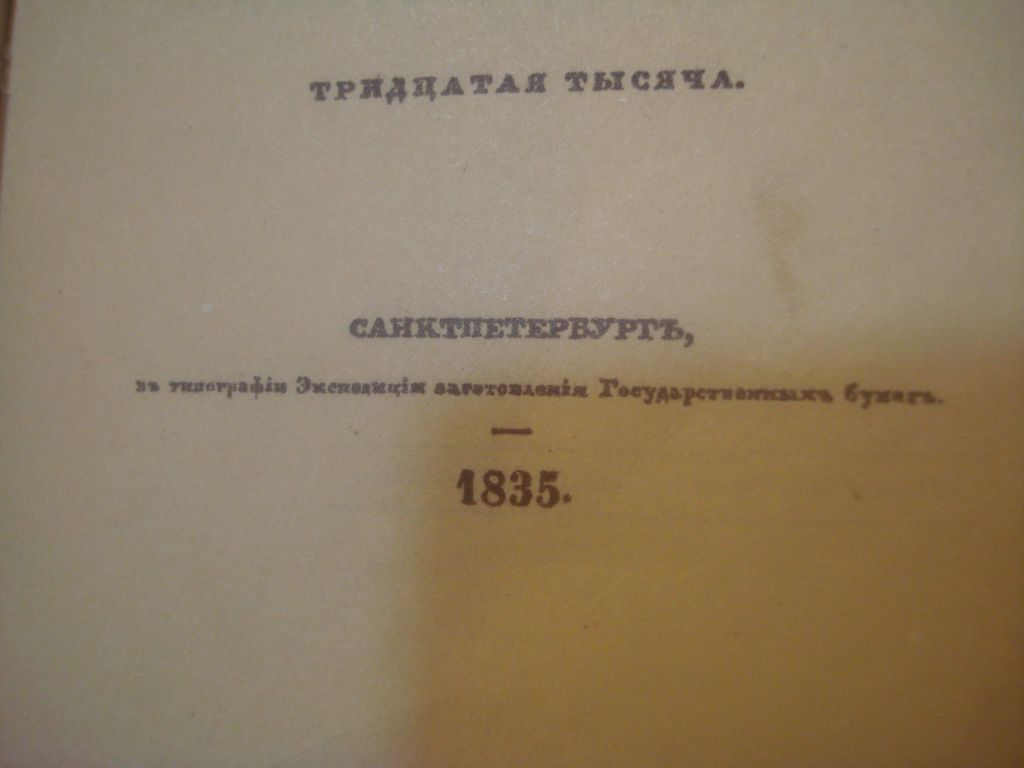 ТРИДЦАТАЯ ТЫСЯЧА.
САНКТПЕТЕРБУРГЪ,
въ типографіи Экспедиціи заготовленія Государственныхъ бумагъ.
—
1835.